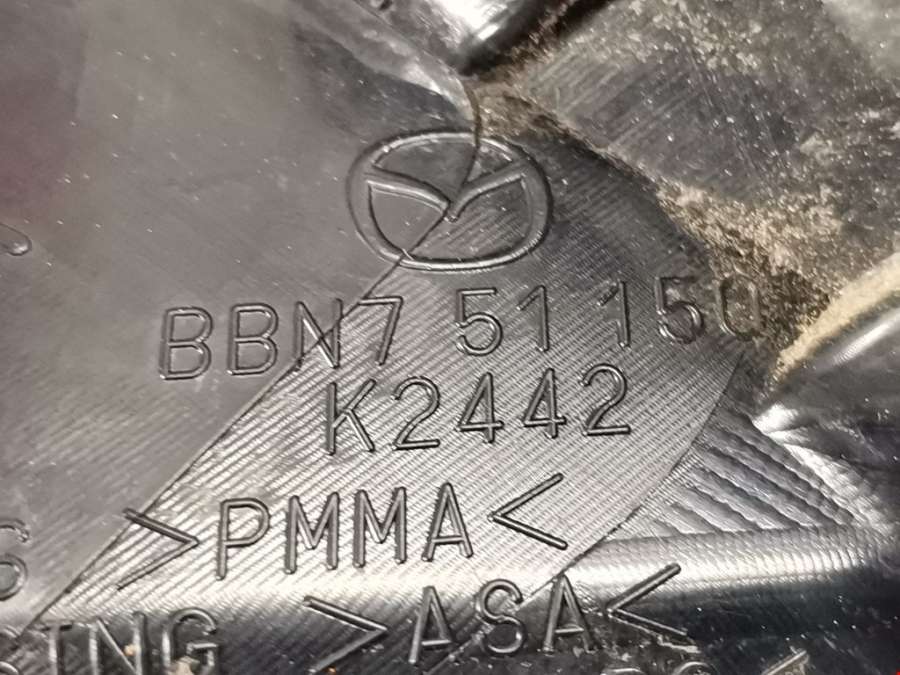 BBN7 51 150
K2442
>PMMA<
>ASA<